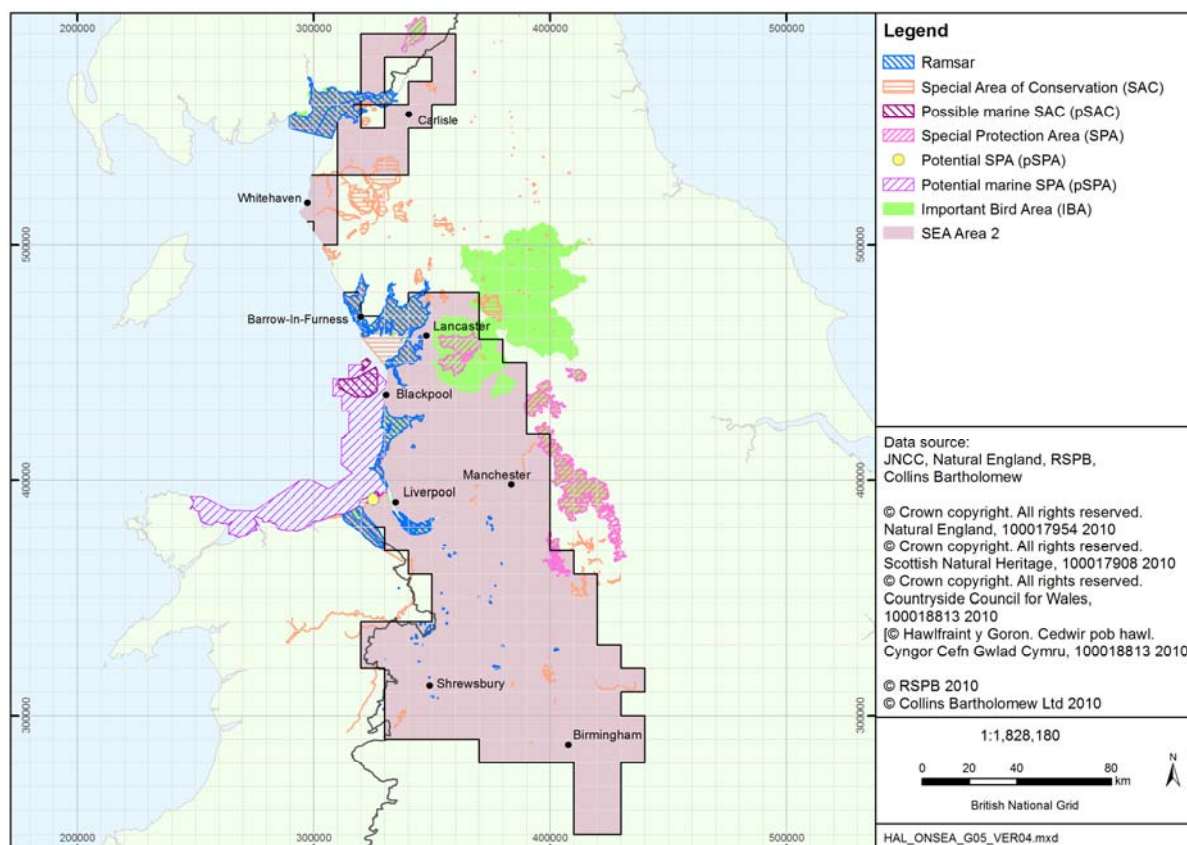 200000
300000
400000
500000
Legend
Ramsar
Special Area of Conservation (SAC)
Possible marine SAC (pSAC)
Special Protection Area (SPA)
Potential SPA (pSPA)
Potential marine SPA (pSPA)
Important Bird Area (IBA)
SEA Area 2
Carlisle
Whitehaven
500000
500000
Barrow-In-Furness
Lancaster
Blackpool
Manchester
400000
400000
Liverpool
Shrewsbury
300000
300000
Birmingham
200000
300000
400000
500000
Data source:
JNCC, Natural England, RSPB,
Collins Bartholomew
© Crown copyright. All rights reserved.
Natural England, 100017954 2010
© Crown copyright. All rights reserved.
Scottish Natural Heritage, 100017908 2010
© Crown copyright. All rights reserved.
Countryside Council for Wales,
100018813 2010
[© Hawlfraint y Goron. Cedwir pob hawl.
Cyngor Cefn Gwlad Cymru, 100018813 2010
© RSPB 2010
© Collins Bartholomew Ltd 2010
1:1,828,180
N
0 20 40 80
km
British National Grid
HAL_ONSEA_G05_VER04.mxd